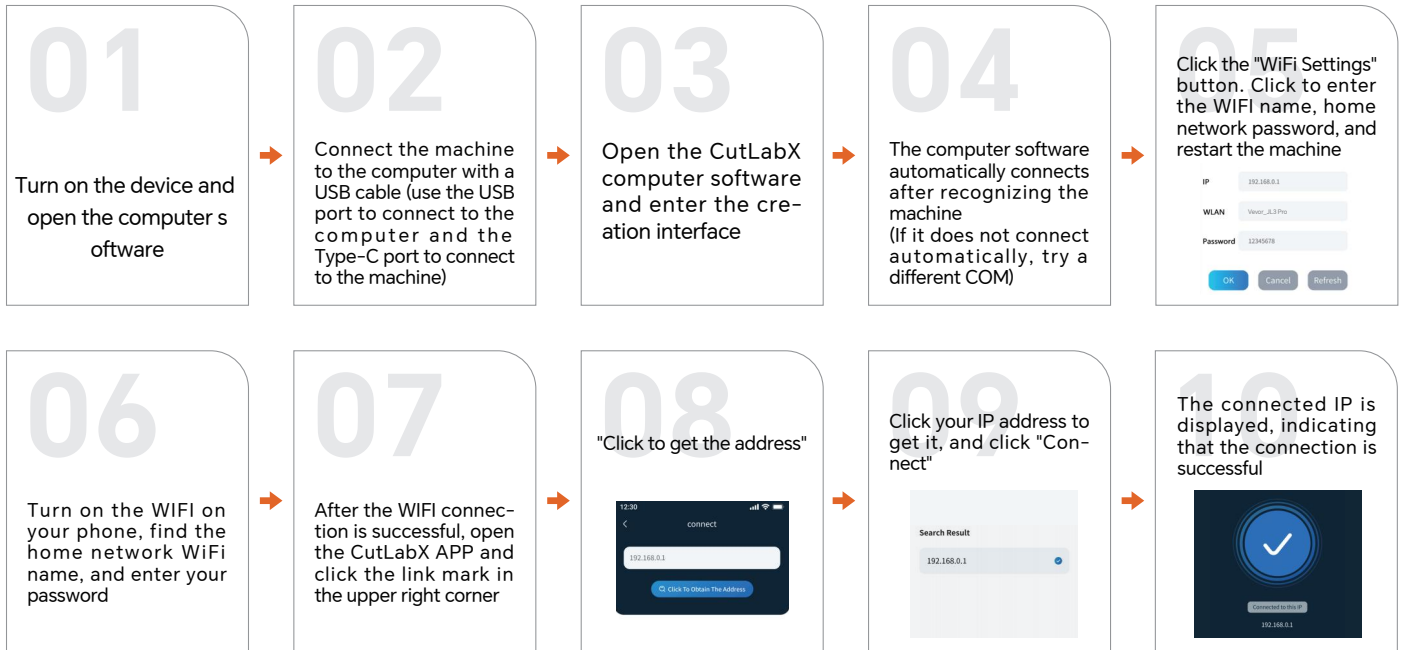 01
Turn on the device and
open the computer s
oftware
02
Connect the machine
to the computer with a
USB cable (use the USB
port to connect to the
computer and the
Type-C port to connect
to the machine)
03
Open the CutLabX
computer software
and enter the cre-
ation interface
04
The computer software
automatically connects
after recognizing the
machine
(If it does not connect
automatically, try a
different COM)
05
Click the "WiFi Settings"
button. Click to enter
the WIFI name, home
network password, and
restart the machine
IP 192.168.0.1
WLAN Vevor_JL3 Pro
Password 12345678
OK Cancel Refresh
06
Turn on the WIFI on
your phone, find the
home network WiFi
name, and enter your
password
07
After the WIFI connec-
tion is successful, open
the CutLabX APP and
click the link mark in
the upper right corner
08
"Click to get the address"
12:30
connect
192.168.0.1
Click To Obtain The Address
09
Click your IP address to
get it, and click "Con-
nect"
Search Result
192.168.0.1
10
The connected IP is
displayed, indicating
that the connection is
successful
Connected to this IP
192.168.0.1